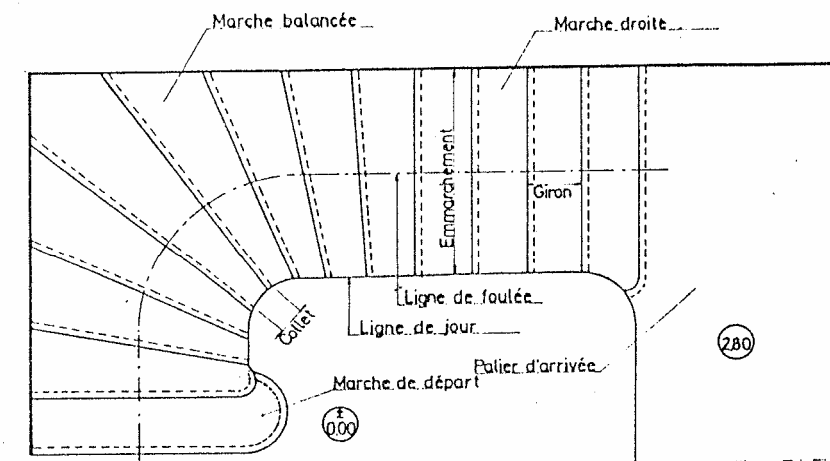 Marche balancée
Marche droite
Emmarchement
Giron
Ligne de foulée
Collet
Ligne de jour
Palier d'arrivée
2.80
Marche de départ
±
0.00